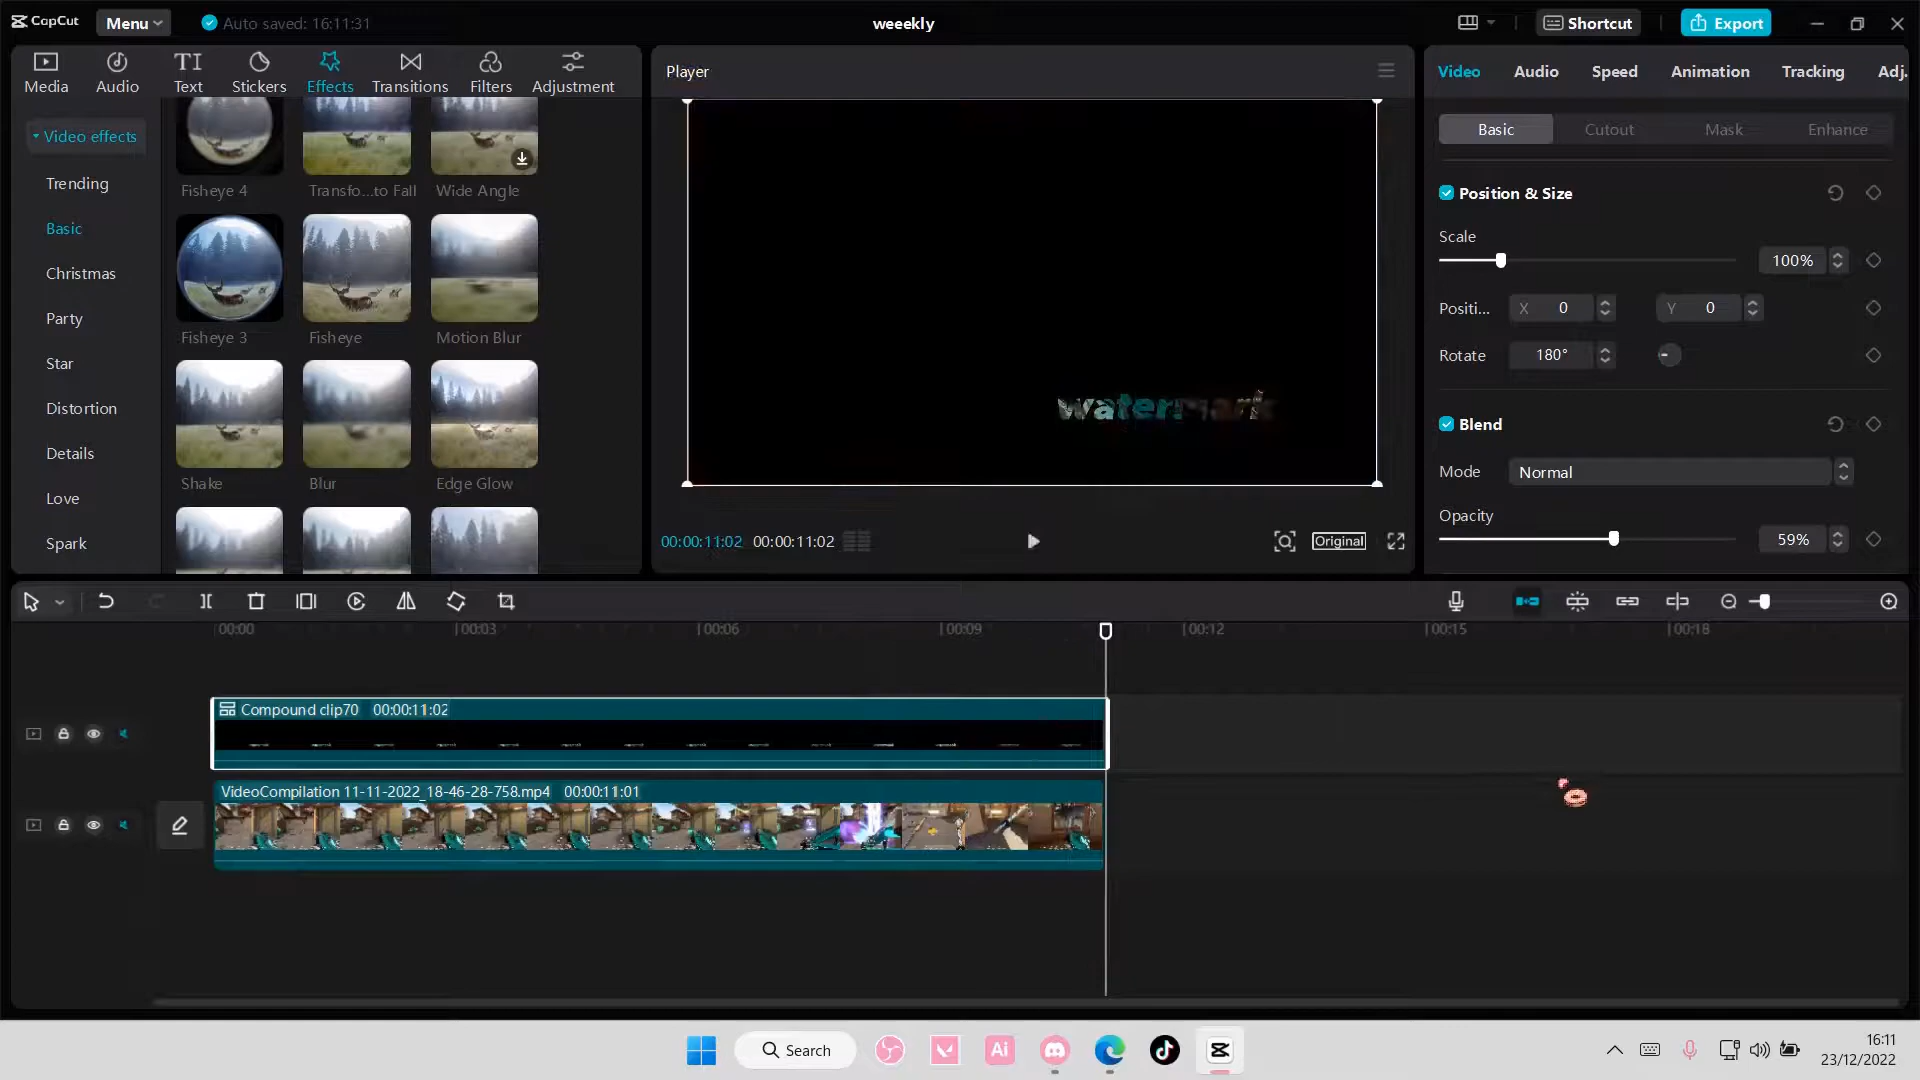 CapCut
Menu
Auto saved: 16:11:31
weeekly
Shortcut
Export
Media
Audio
TI
Text
Stickers
Effects
Transitions
Filters
Adjustment
Player
Video
Audio
Speed
Animation
Tracking
Adj.
Video effects
Trending
Basic
Christmas
Party
Star
Distortion
Details
Love
Spark
Fisheye 4
Transfo...to Fall
Wide Angle
Fisheye 3
Fisheye
Motion Blur
Shake
Blur
Edge Glow
watermark
00:00:11:02
00:00:11:02
Original
Basic
Cutout
Mask
Enhance
Position & Size
Scale
100%
Positi...
X
0
Y
0
Rotate
180°
Blend
Mode
Normal
Opacity
59%
00:00
00:03
00:06
00:09
00:12
00:15
00:18
Compound clip70
00:00:11:02
VideoCompilation 11-11-2022_18-46-28-758.mp4
00:00:11:01
Search
Ai
16:11
23/12/2022